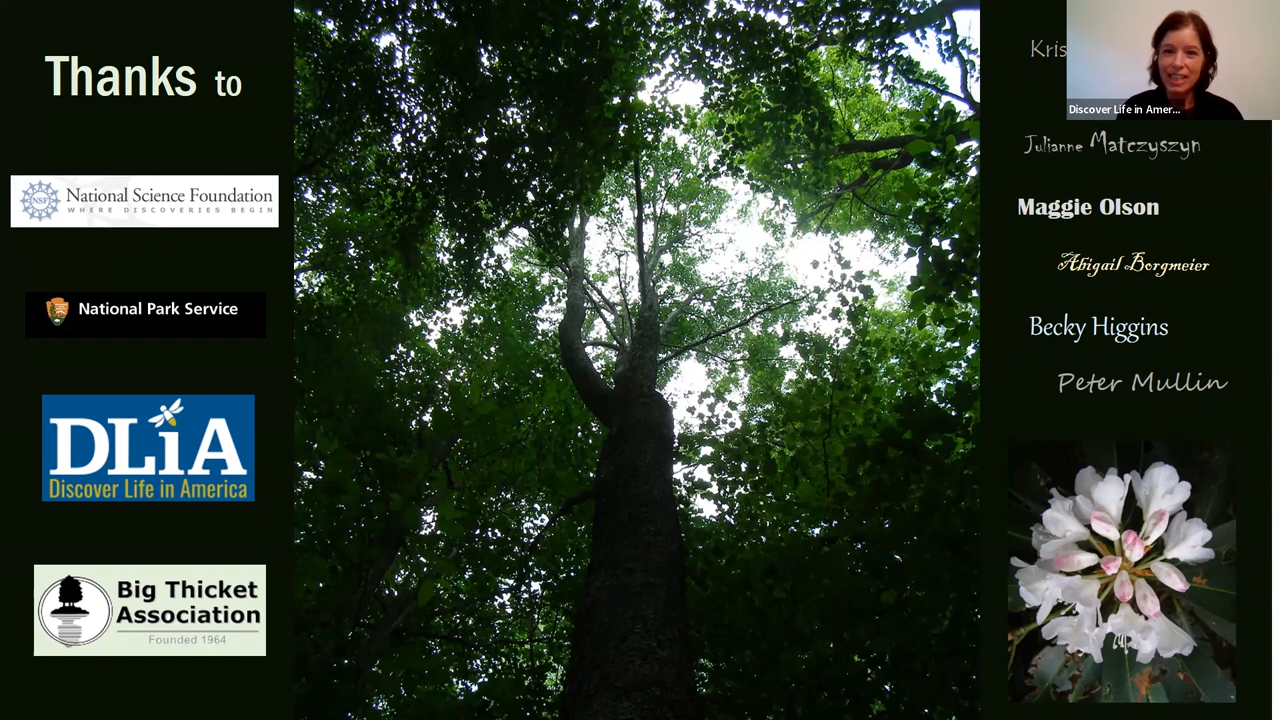 Thanks to
NSF
National Science Foundation
WHERE DISCOVERIES BEGIN
National Park Service
DLiA
Discover Life in America
Big Thicket
Association
Founded 1964
Kris
Discover Life in Amer...
Julianne Matczyszyn
Maggie Olson
Abigail Borgmeier
Becky Higgins
Peter Mullin